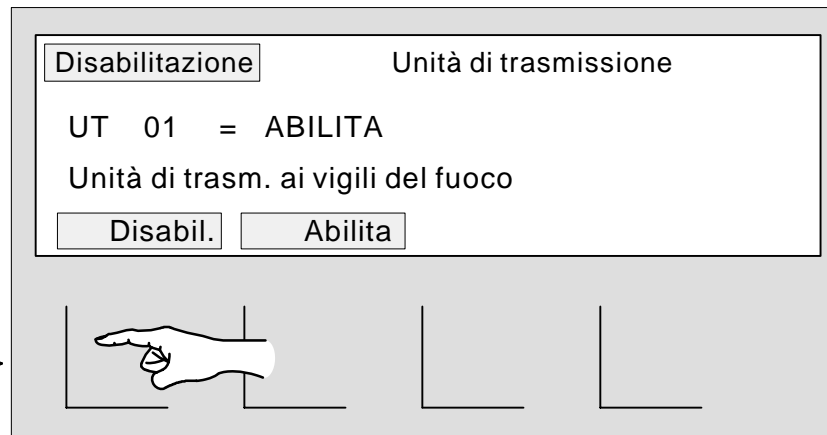 Disabilitazione Unità di trasmissione
UT 01 = ABILITA
Unità di trasm. ai vigili del fuoco
Disabil. Abilita